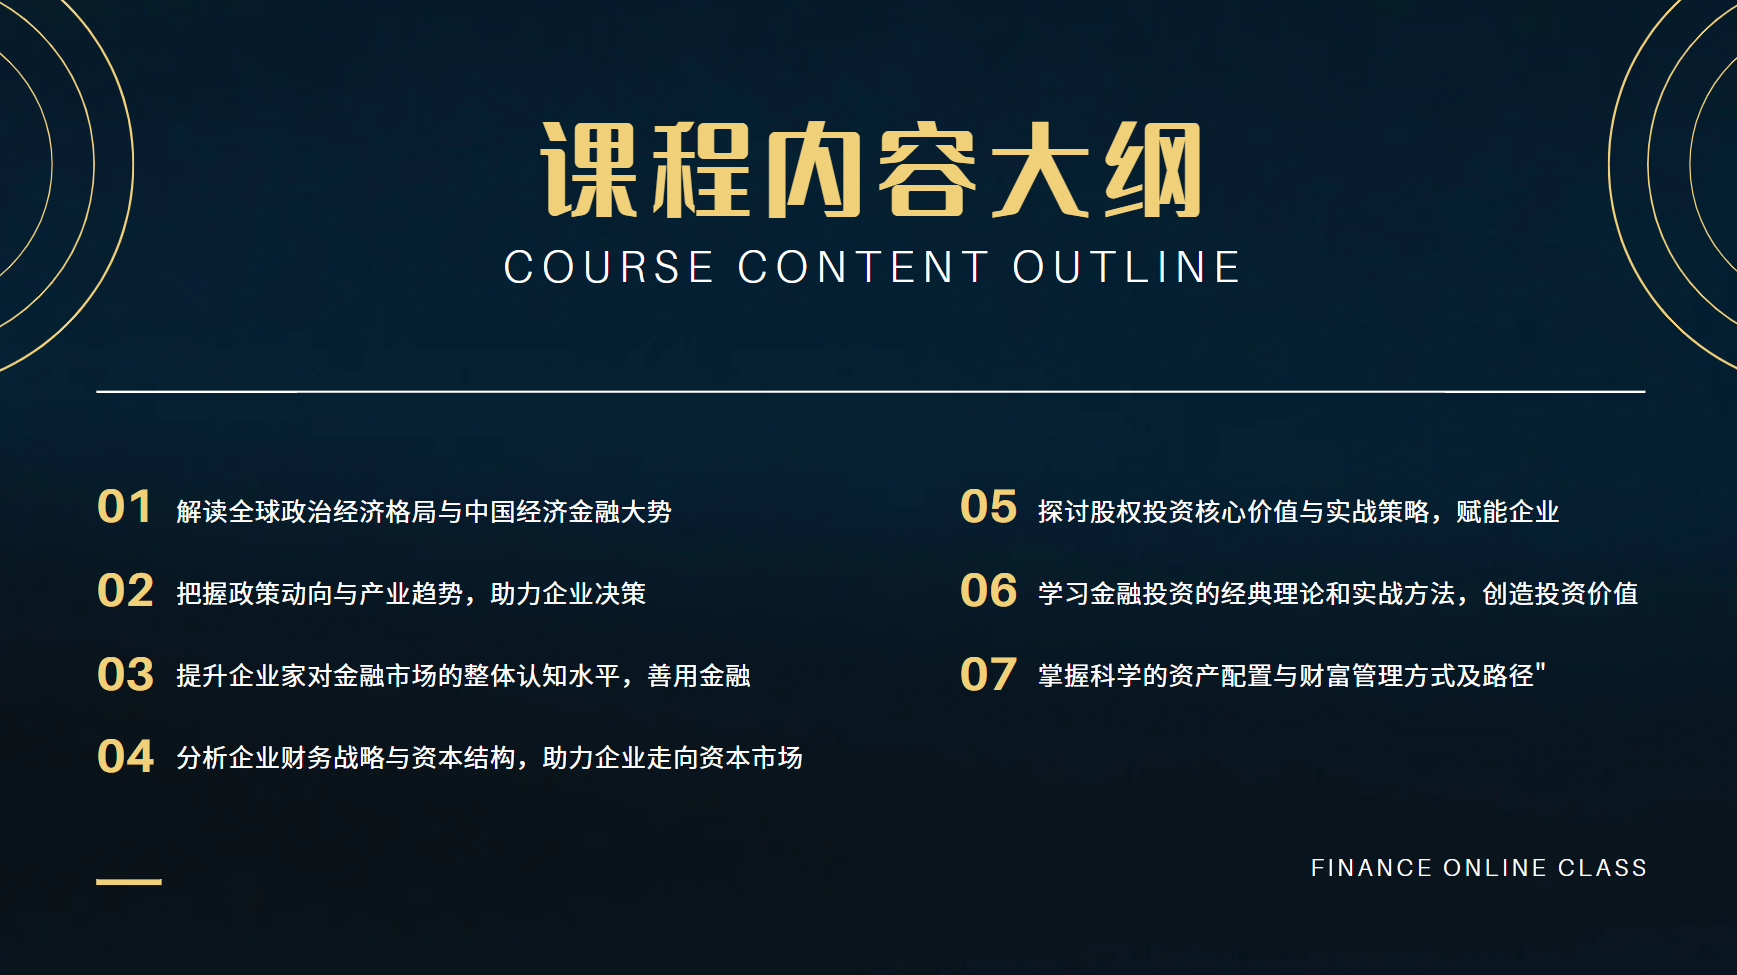 课程内容大纲
COURSE CONTENT OUTLINE
01 解读全球政治经济格局与中国经济金融大势
02 把握政策动向与产业趋势，助力企业决策
03 提升企业家对金融市场的整体认知水平，善用金融
04 分析企业财务战略与资本结构，助力企业走向资本市场
05 探讨股权投资核心价值与实战策略，赋能企业
06 学习金融投资的经典理论和实战方法，创造投资价值
07 掌握科学的资产配置与财富管理方式及路径"
FINANCE ONLINE CLASS